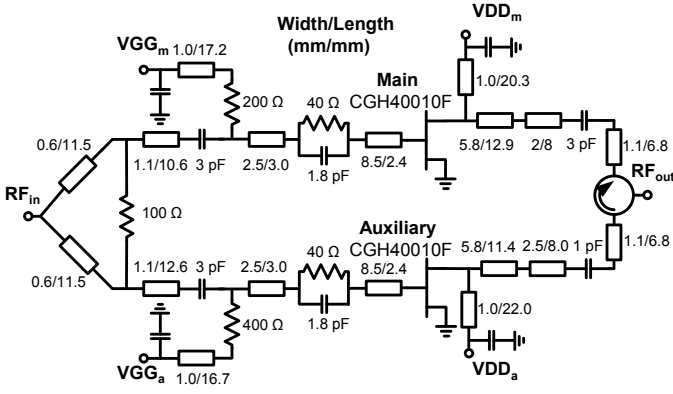 Width/Length
(mm/mm)
VDDm
VGGm 1.0/17.2
1.0/20.3
Main
CGH40010F
200 Ω
40 Ω
0.6/11.5
1.1/10.6 3 pF
2.5/3.0
1.8 pF
8.5/2.4
5.8/12.9 2/8 3 pF
1.1/6.8
RFin
RFout
100 Ω
Auxiliary
CGH40010F
40 Ω
1.1/12.6 3 pF 2.5/3.0
8.5/2.4
5.8/11.4 2.5/8.0 1 pF
1.1/6.8
0.6/11.5
400 Ω
1.8 pF
1.0/22.0
VGGa
1.0/16.7
VDDa